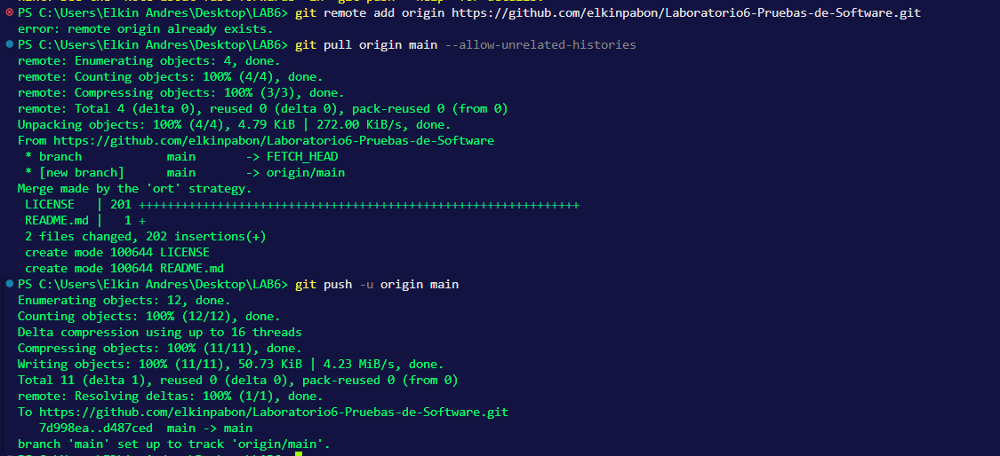 PS C:\Users\Elkin Andres\Desktop\LAB6> git remote add origin https://github.com/elkinpabon/Laboratorio6-Pruebas-de-Software.git
error: remote origin already exists.
PS C:\Users\Elkin Andres\Desktop\LAB6> git pull origin main --allow-unrelated-histories
remote: Enumerating objects: 4, done.
remote: Counting objects: 100% (4/4), done.
remote: Compressing objects: 100% (3/3), done.
remote: Total 4 (delta 0), reused 0 (delta 0), pack-reused 0 (from 0)
Unpacking objects: 100% (4/4), 4.79 KiB | 272.00 KiB/s, done.
From https://github.com/elkinpabon/Laboratorio6-Pruebas-de-Software
 * branch            main       -> FETCH_HEAD
 * [new branch]      main       -> origin/main
Merge made by the 'ort' strategy.
 LICENSE   | 201 +++++++++++++++++++++++++++++++++++++++++++++++++++++++++++++++
 README.md |   1 +
 2 files changed, 202 insertions(+)
 create mode 100644 LICENSE
 create mode 100644 README.md
PS C:\Users\Elkin Andres\Desktop\LAB6> git push -u origin main
Enumerating objects: 12, done.
Counting objects: 100% (12/12), done.
Delta compression using up to 16 threads
Compressing objects: 100% (11/11), done.
Writing objects: 100% (11/11), 50.73 KiB | 4.23 MiB/s, done.
Total 11 (delta 1), reused 0 (delta 0), pack-reused 0 (from 0)
remote: Resolving deltas: 100% (1/1), done.
To https://github.com/elkinpabon/Laboratorio6-Pruebas-de-Software.git
   7d998ea..d487ced  main -> main
branch 'main' set up to track 'origin/main'.